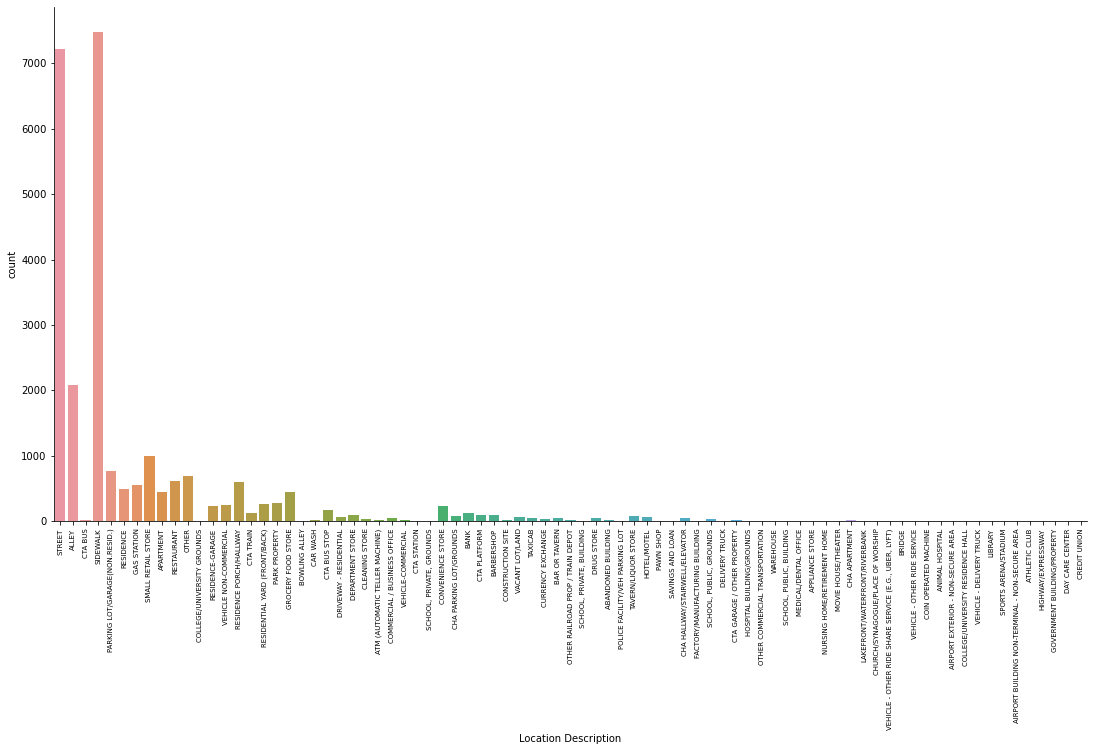 7000
6000
5000
4000
3000
2000
1000
0
count
STREET
ALLEY
CTA BUS
SIDEWALK
PARKING LOT/GARAGE(NON.RESID.)
RESIDENCE
GAS STATION
SMALL RETAIL STORE
APARTMENT
RESTAURANT
OTHER
COLLEGE/UNIVERSITY GROUNDS
RESIDENCE-GARAGE
VEHICLE NON-COMMERCIAL
RESIDENCE PORCH/HALLWAY
CTA TRAIN
RESIDENTIAL YARD (FRONT/BACK)
PARK PROPERTY
GROCERY FOOD STORE
BOWLING ALLEY
CAR WASH
CTA BUS STOP
DRIVEWAY - RESIDENTIAL
DEPARTMENT STORE
CLEANING STORE
ATM (AUTOMATIC TELLER MACHINE)
COMMERCIAL / BUSINESS OFFICE
VEHICLE-COMMERCIAL
CTA STATION
SCHOOL, PRIVATE, GROUNDS
CONVENIENCE STORE
CHA PARKING LOT/GROUNDS
BANK
CTA PLATFORM
BARBERSHOP
CONSTRUCTION SITE
VACANT LOT/LAND
TAXICAB
CURRENCY EXCHANGE
BAR OR TAVERN
OTHER RAILROAD PROP / TRAIN DEPOT
SCHOOL, PRIVATE, BUILDING
DRUG STORE
ABANDONED BUILDING
POLICE FACILITY/VEH PARKING LOT
TAVERN/LIQUOR STORE
HOTEL/MOTEL
PAWN SHOP
SAVINGS AND LOAN
CHA HALLWAY/STAIRWELL/ELEVATOR
FACTORY/MANUFACTURING BUILDING
SCHOOL, PUBLIC, GROUNDS
DELIVERY TRUCK
CTA GARAGE / OTHER PROPERTY
HOSPITAL BUILDING/GROUNDS
OTHER COMMERCIAL TRANSPORTATION
WAREHOUSE
SCHOOL, PUBLIC, BUILDING
MEDICAL/DENTAL OFFICE
APPLIANCE STORE
NURSING HOME/RETIREMENT HOME
MOVIE HOUSE/THEATER
CHA APARTMENT
LAKEFRONT/WATERFRONT/RIVERBANK
CHURCH/SYNAGOGUE/PLACE OF WORSHIP
VEHICLE - OTHER RIDE SHARE SERVICE (E.G., UBER, LYFT)
BRIDGE
VEHICLE - OTHER RIDE SERVICE
COIN OPERATED MACHINE
ANIMAL HOSPITAL
AIRPORT EXTERIOR - NON-SECURE AREA
COLLEGE/UNIVERSITY RESIDENCE HALL
VEHICLE - DELIVERY TRUCK
LIBRARY
SPORTS ARENA/STADIUM
AIRPORT BUILDING NON-TERMINAL - NON-SECURE AREA
ATHLETIC CLUB
HIGHWAY/EXPRESSWAY
GOVERNMENT BUILDING/PROPERTY
DAY CARE CENTER
CREDIT UNION
Location Description